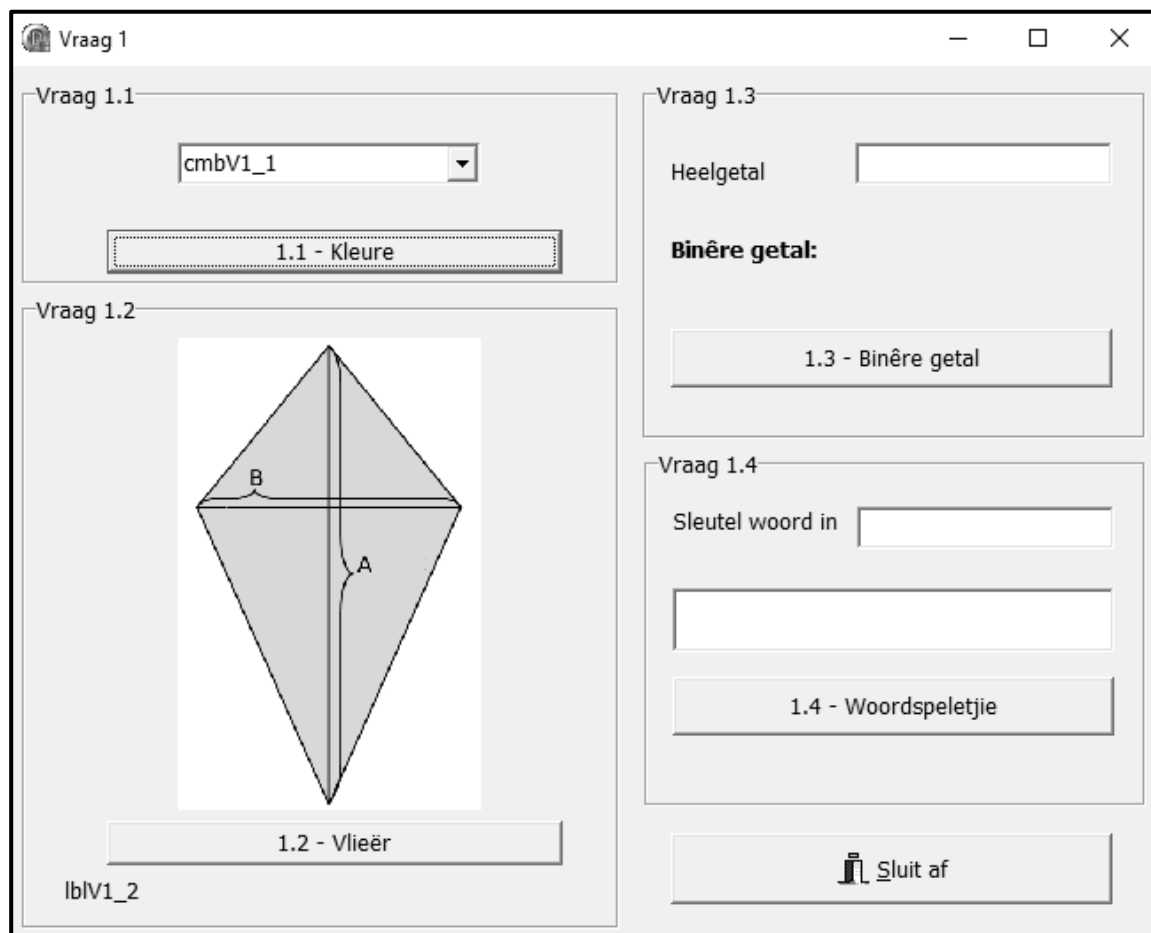 Vraag 1
Vraag 1.1
cmbV1_1
1.1 - Kleure
Vraag 1.2
B
A
1.2 - Vlieër
lblV1_2
Vraag 1.3
Heelgetal
Binêre getal:
1.3 - Binêre getal
Vraag 1.4
Sleutel woord in
1.4 - Woordspeletjie
Sluit af